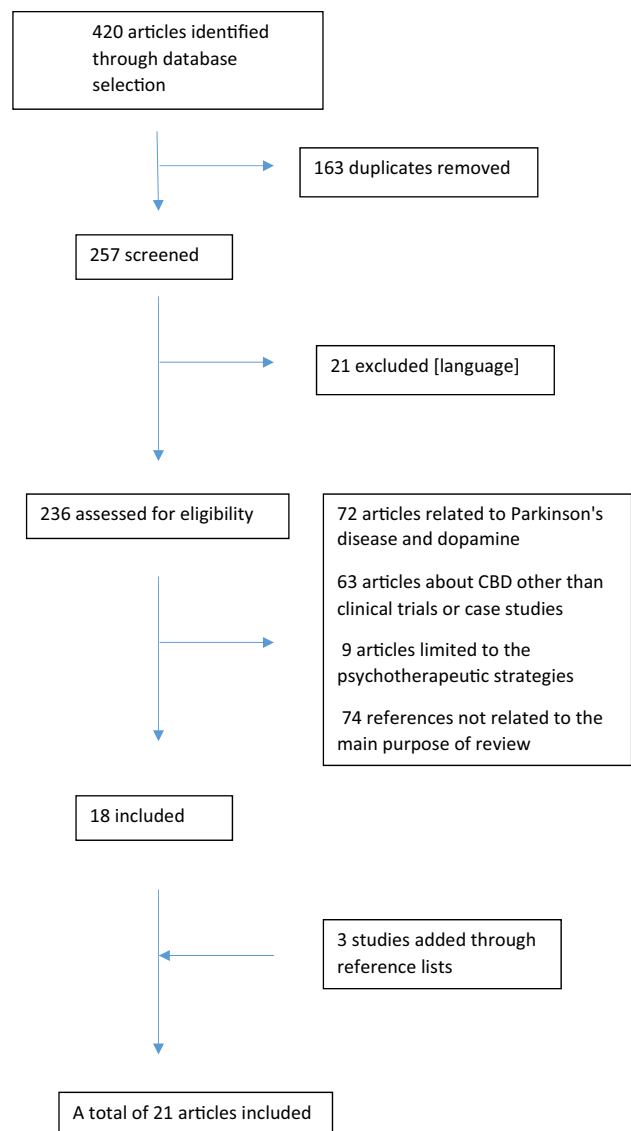 420 articles identified
through database
selection
163 duplicates removed
257 screened
21 excluded [language]
236 assessed for eligibility
72 articles related to Parkinson's
disease and dopamine
63 articles about CBD other than
clinical trials or case studies
9 articles limited to the
psychotherapeutic strategies
74 references not related to the
main purpose of review
18 included
3 studies added through
reference lists
A total of 21 articles included